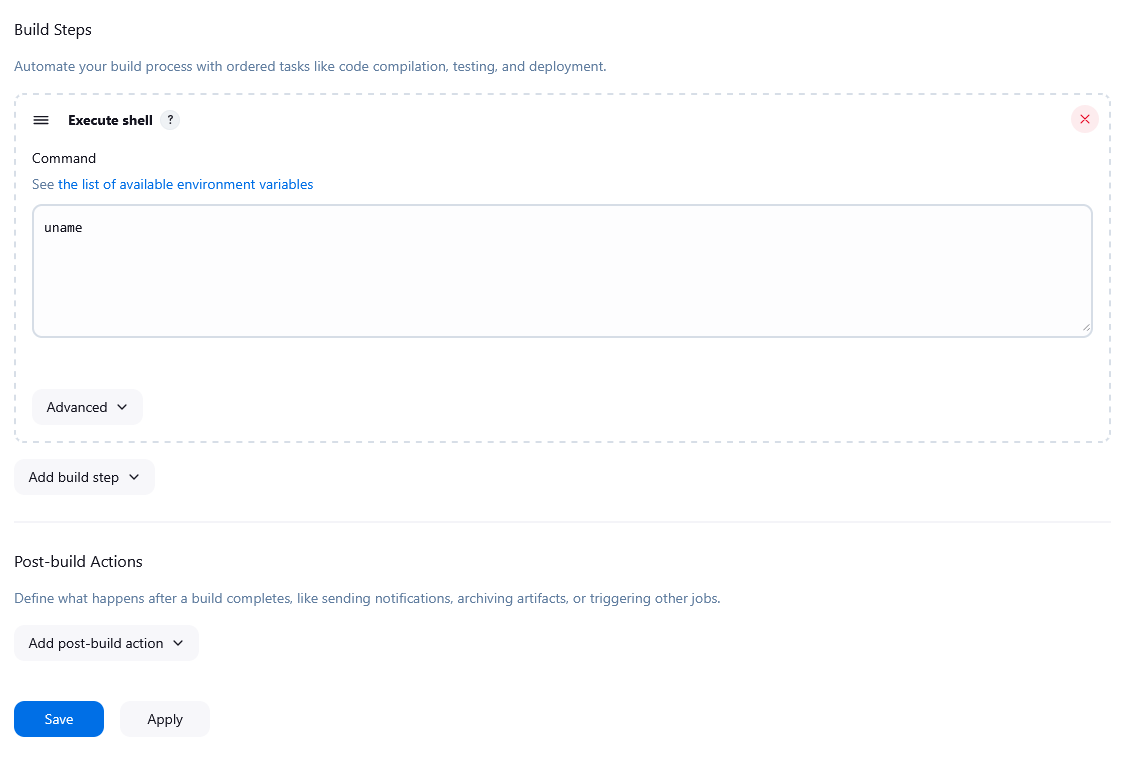 Build Steps
Automate your build process with ordered tasks like code compilation, testing, and deployment.
Execute shell ?
Command
See the list of available environment variables
uname
Advanced
Add build step
Post-build Actions
Define what happens after a build completes, like sending notifications, archiving artifacts, or triggering other jobs.
Add post-build action
Save Apply